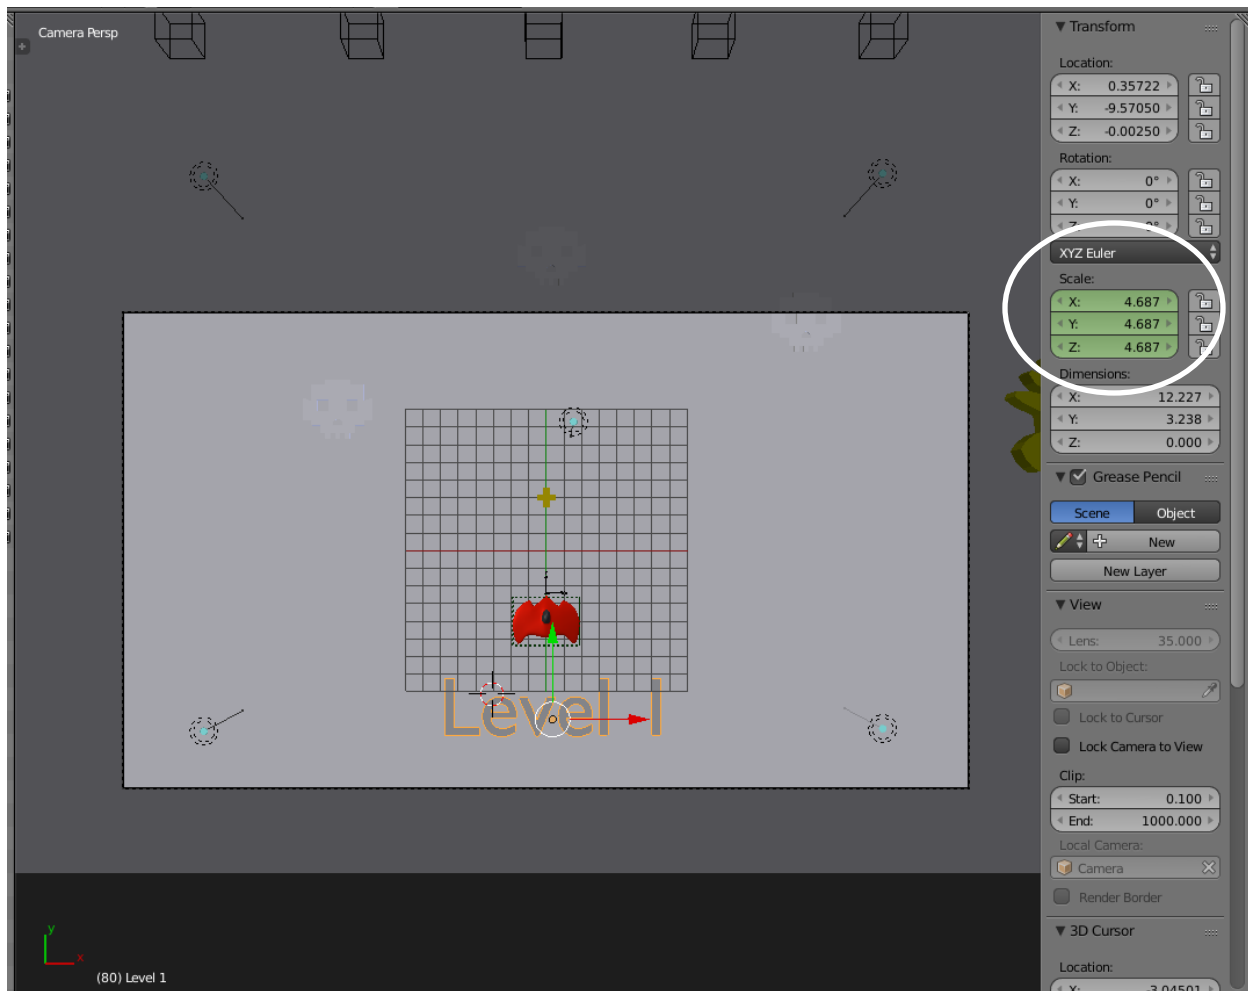 Camera Persp
Transform
Location:
X: 0.35722
Y: -9.57050
Z: -0.00250
Rotation:
X: 0°
Y: 0°
Z: 0°
XYZ Euler
Scale:
X: 4.687
Y: 4.687
Z: 4.687
Dimensions:
X: 12.227
Y: 3.238
Z: 0.000
Grease Pencil
Scene Object
New
New Layer
View
Lens: 35.000
Lock to Object:
Lock to Cursor
Lock Camera to View
Clip:
Start: 0.100
End: 1000.000
Local Camera:
Camera
Render Border
3D Cursor
Location:
X: -3.04501
Level 1
y
x
(80) Level 1